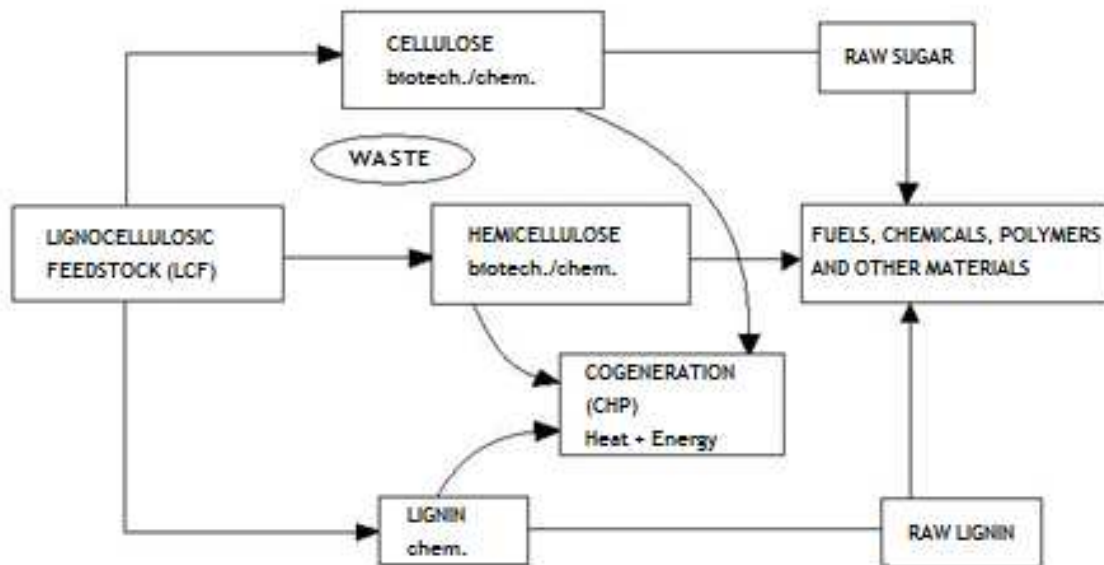 CELLULOSE
biotech./chem.
RAW SUGAR
WASTE
LIGNOCELLULOSIC
FEEDSTOCK (LCF)
HEMICELLULOSE
biotech./chem.
FUELS, CHEMICALS, POLYMERS
AND OTHER MATERIALS
COGENERATION
(CHP)
Heat + Energy
LIGNIN
chem.
RAW LIGNIN